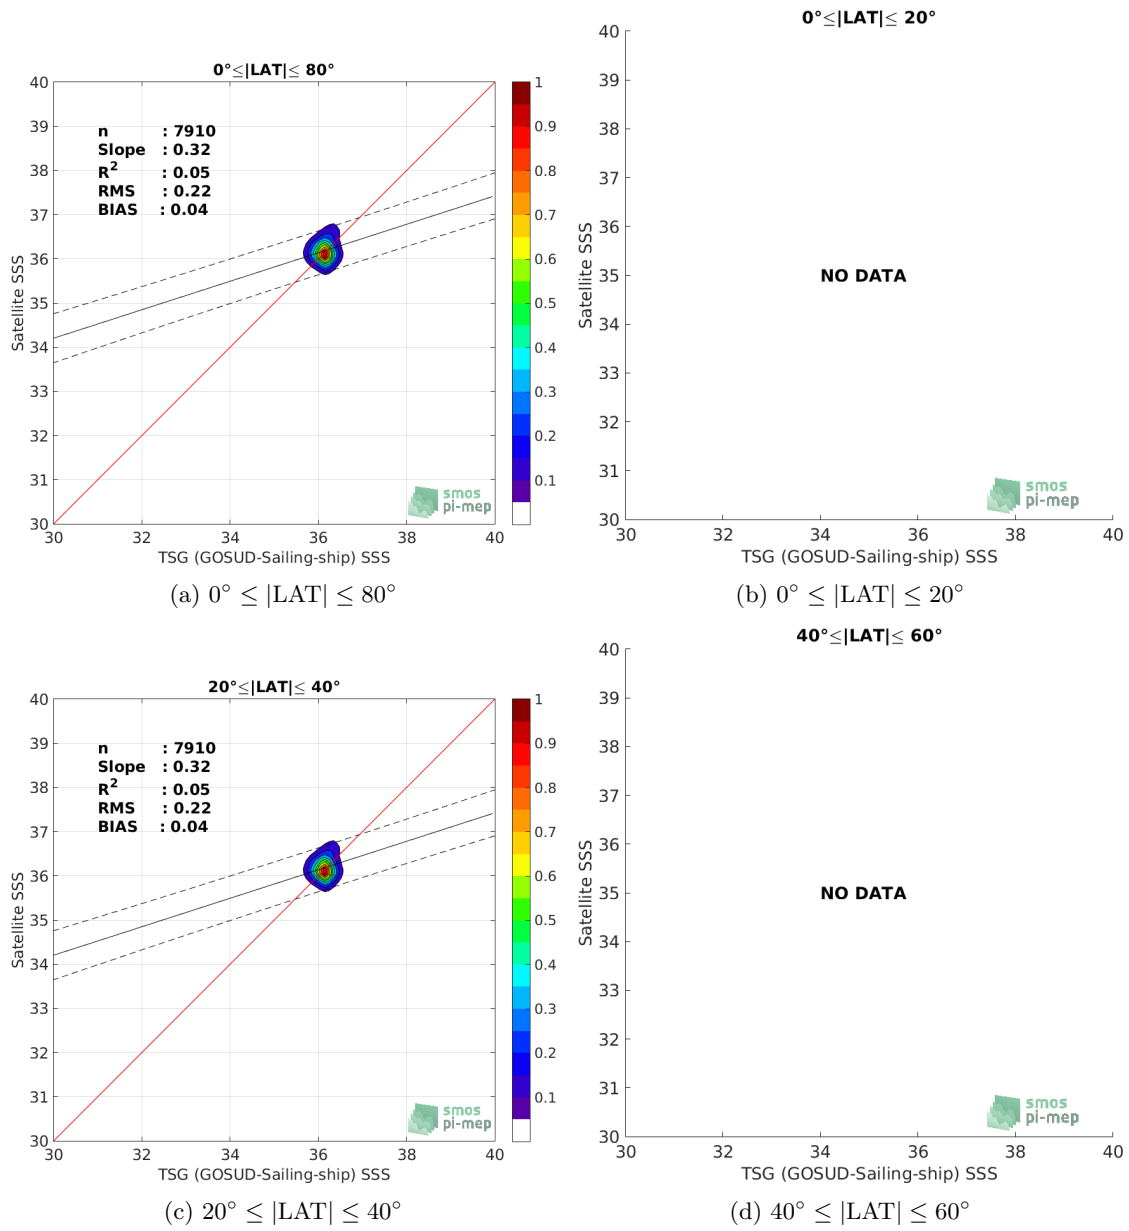 0°≤|LAT|≤ 80°
40
39
38
37
36
35
34
33
32
31
30
Satellite SSS
n : 7910
Slope : 0.32
R² : 0.05
RMS : 0.22
BIAS : 0.04
1
0.9
0.8
0.7
0.6
0.5
0.4
0.3
0.2
0.1
smos
pi-mep
30 32 34 36 38 40
TSG (GOSUD-Sailing-ship) SSS
(a) 0° ≤ |LAT| ≤ 80°
0°≤|LAT|≤ 20°
40
39
38
37
36
35
34
33
32
31
30
Satellite SSS
NO DATA
smos
pi-mep
30 32 34 36 38 40
TSG (GOSUD-Sailing-ship) SSS
(b) 0° ≤ |LAT| ≤ 20°
20°≤|LAT|≤ 40°
40
39
38
37
36
35
34
33
32
31
30
Satellite SSS
n : 7910
Slope : 0.32
R² : 0.05
RMS : 0.22
BIAS : 0.04
1
0.9
0.8
0.7
0.6
0.5
0.4
0.3
0.2
0.1
smos
pi-mep
30 32 34 36 38 40
TSG (GOSUD-Sailing-ship) SSS
(c) 20° ≤ |LAT| ≤ 40°
40°≤|LAT|≤ 60°
40
39
38
37
36
35
34
33
32
31
30
Satellite SSS
NO DATA
smos
pi-mep
30 32 34 36 38 40
TSG (GOSUD-Sailing-ship) SSS
(d) 40° ≤ |LAT| ≤ 60°